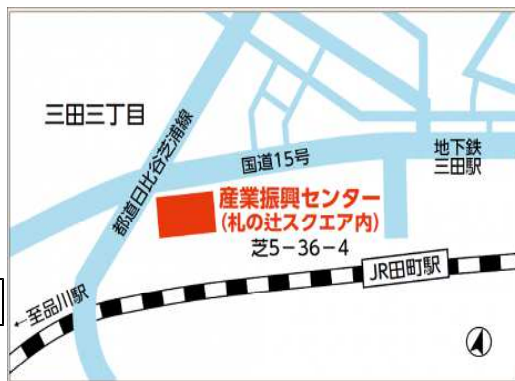 三田三丁目
都道日比谷芝浦線
国道15号
地下鉄
三田駅
産業振興センター
(札の辻スクエア内)
芝5-36-4
JR田町駅
←至品川駅